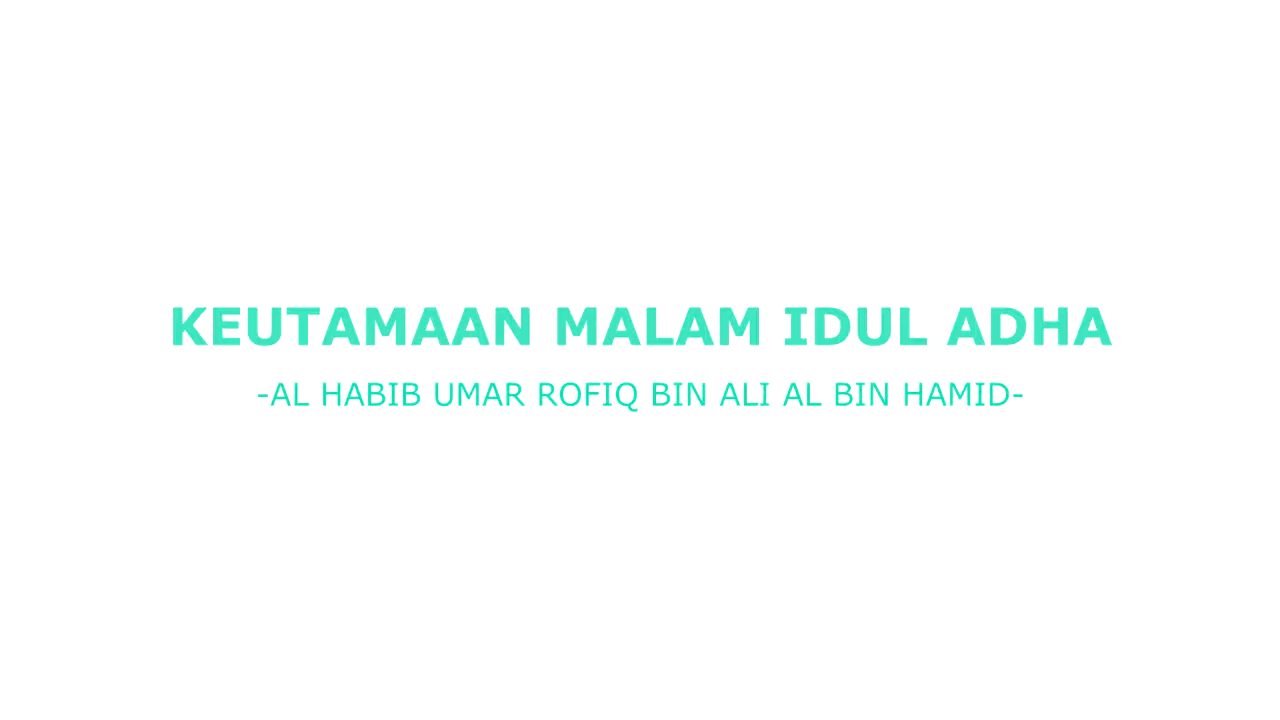 KEUTAMAAN MALAM IDUL ADHA
-AL HABIB UMAR ROFIQ BIN ALI AL BIN HAMID-